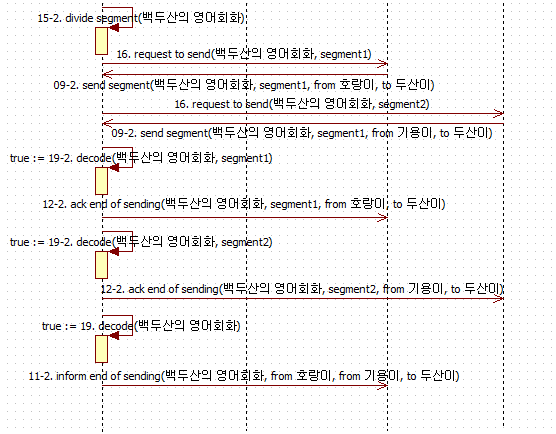 15-2. divide segment(백두산의 영어회화)
16. request to send(백두산의 영어회화, segment1)
09-2. send segment(백두산의 영어회화, segment1, from 호랑이, to 두산이)
16. request to send(백두산의 영어회화, segment2)
09-2. send segment(백두산의 영어회화, segment1, from 기용이, to 두산이)
true := 19-2. decode(백두산의 영어회화, segment1)
12-2. ack end of sending(백두산의 영어회화, segment1, from 호랑이, to 두산이)
true := 19-2. decode(백두산의 영어회화, segment2)
12-2. ack end of sending(백두산의 영어회화, segment2, from 기용이, to 두산이)
true := 19. decode(백두산의 영어회화)
11-2. inform end of sending(백두산의 영어회화, from 호랑이, from 기용이, to 두산이)